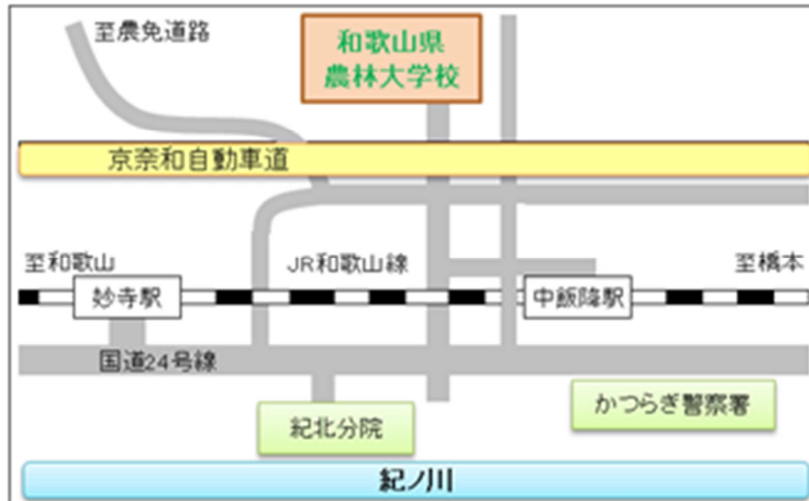 至農免道路
和歌山県
農林大学校
京奈和自動車道
至和歌山
JR和歌山線
至橋本
妙寺駅
中飯降駅
国道24号線
かつらぎ警察署
紀北分院
紀ノ川